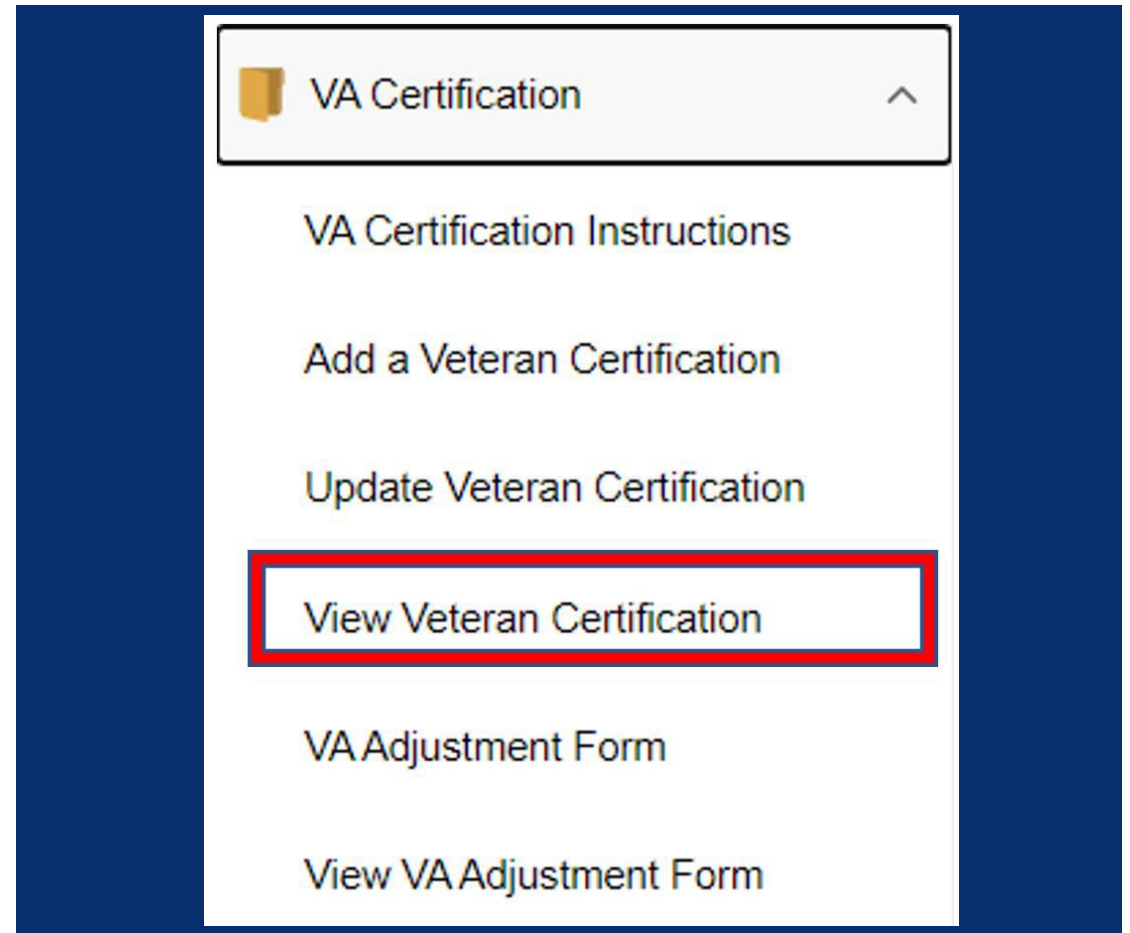 VA Certification
VA Certification Instructions
Add a Veteran Certification
Update Veteran Certification
View Veteran Certification
VA Adjustment Form
View VA Adjustment Form